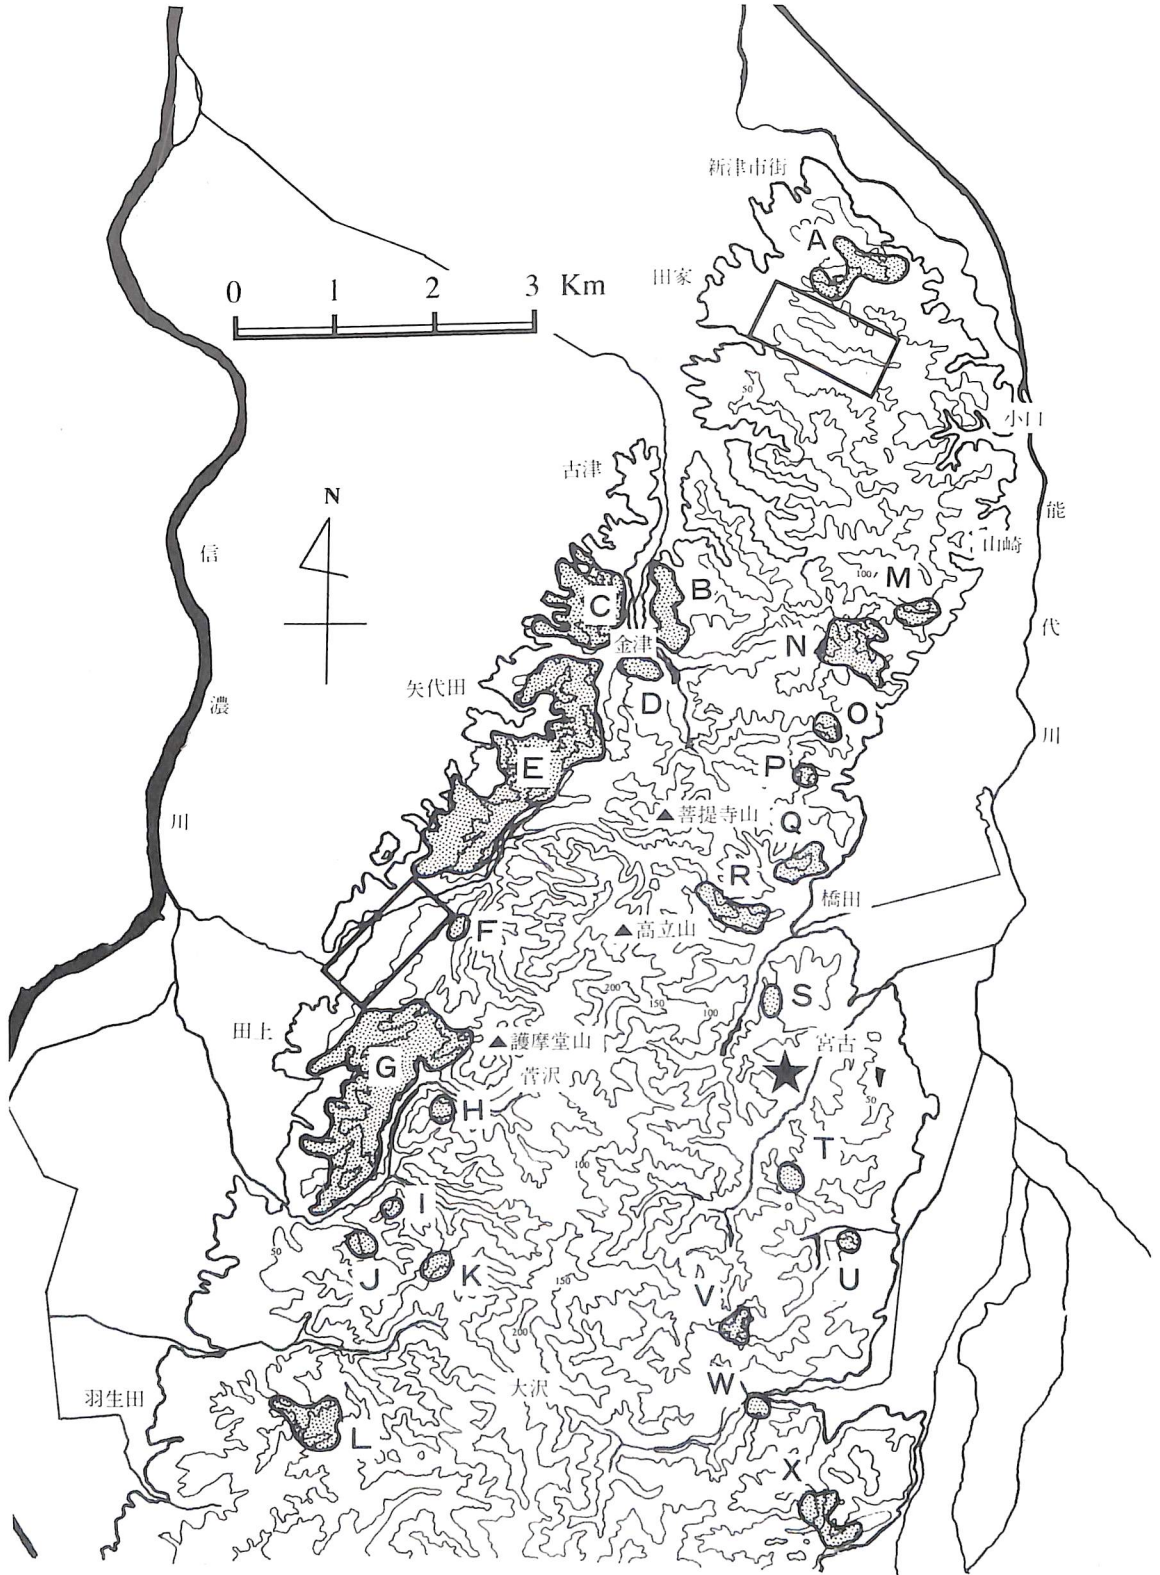 新津市街
A
田家
0 1 2 3 Km
50
小口
古津
N
能
山崎
信
100
M
C
B
代
金津
N
矢代田
D
O
濃
川
E
P
川
菩提寺山
Q
R
橋田
F
高立山
200
150
100
S
田上
護摩堂山
宮古
G
菅沢
50
H
T
100
I
50
J
K
U
150
V
200
大沢
W
羽生田
L
X